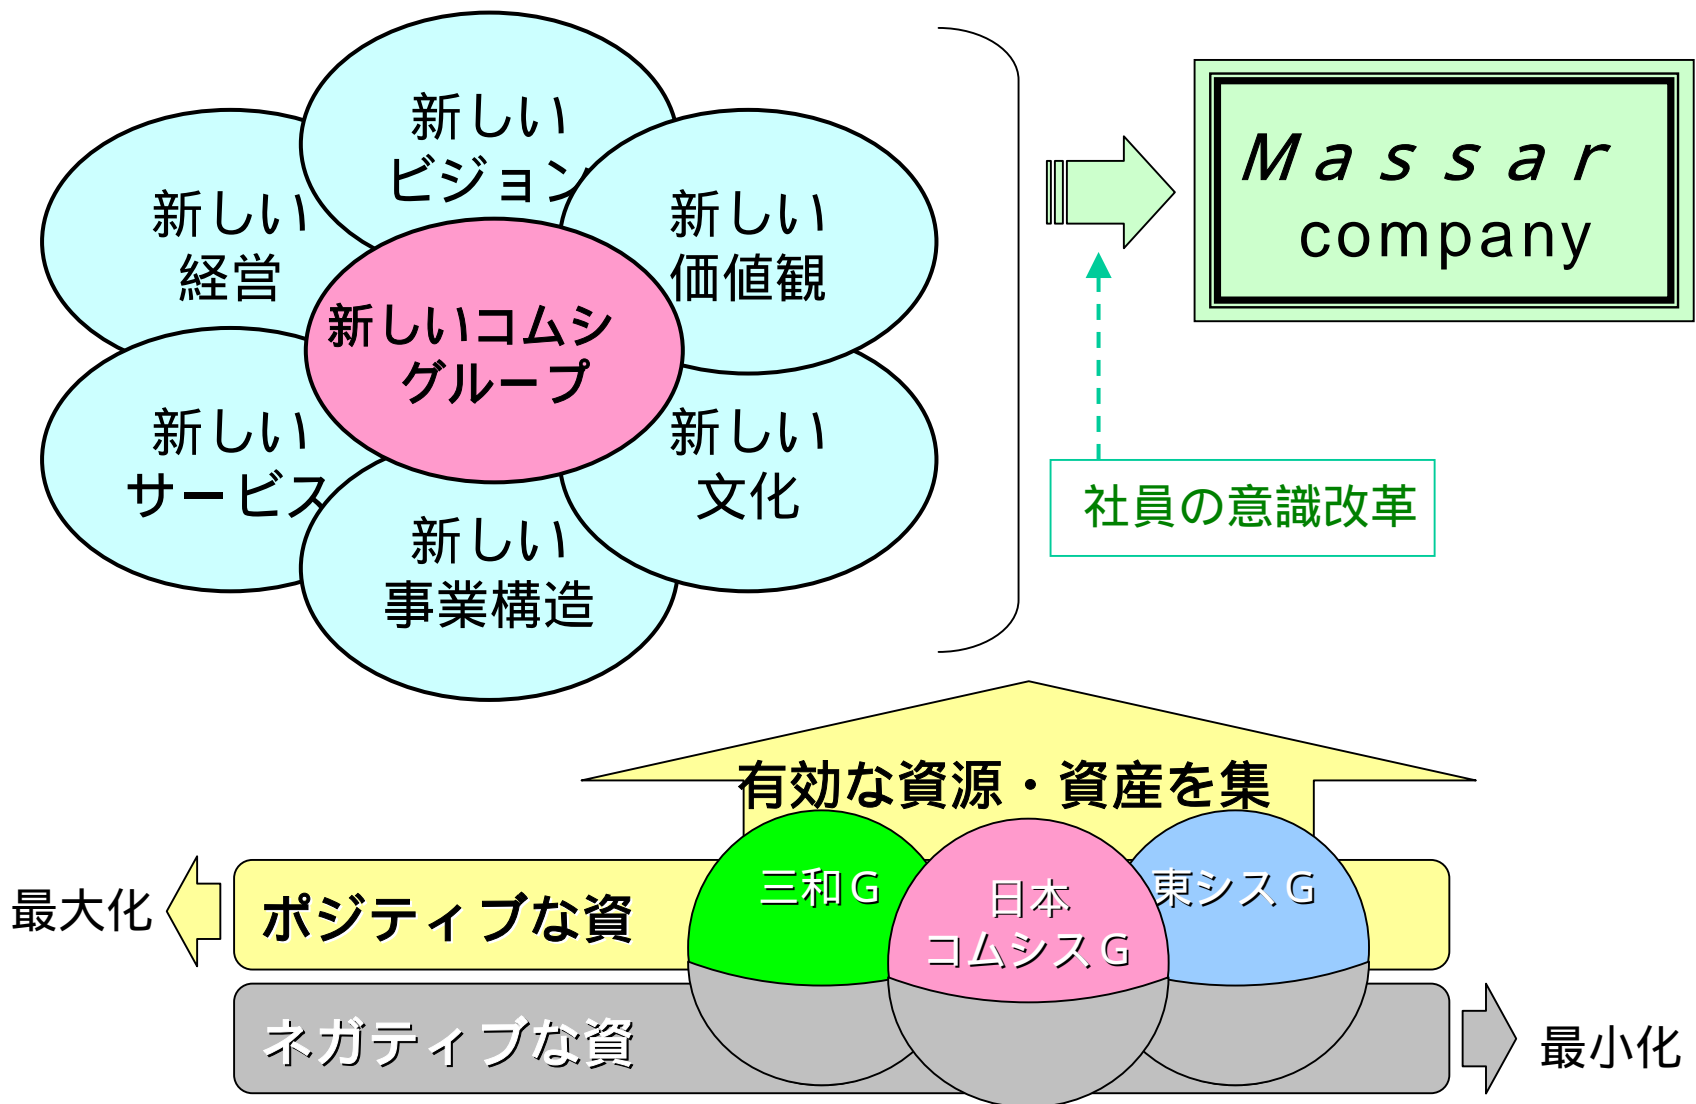 新しい
ビジョン
新しい
経営
新しい
価値観
新しいコムシ
グループ
新しい
サービス
新しい
文化
新しい
事業構造
Massar
company
社員の意識改革
有効な資源・資産を集
三和G
日本
コムシスG
東シスG
最大化
ポジティブな資
ネガティブな資
最小化